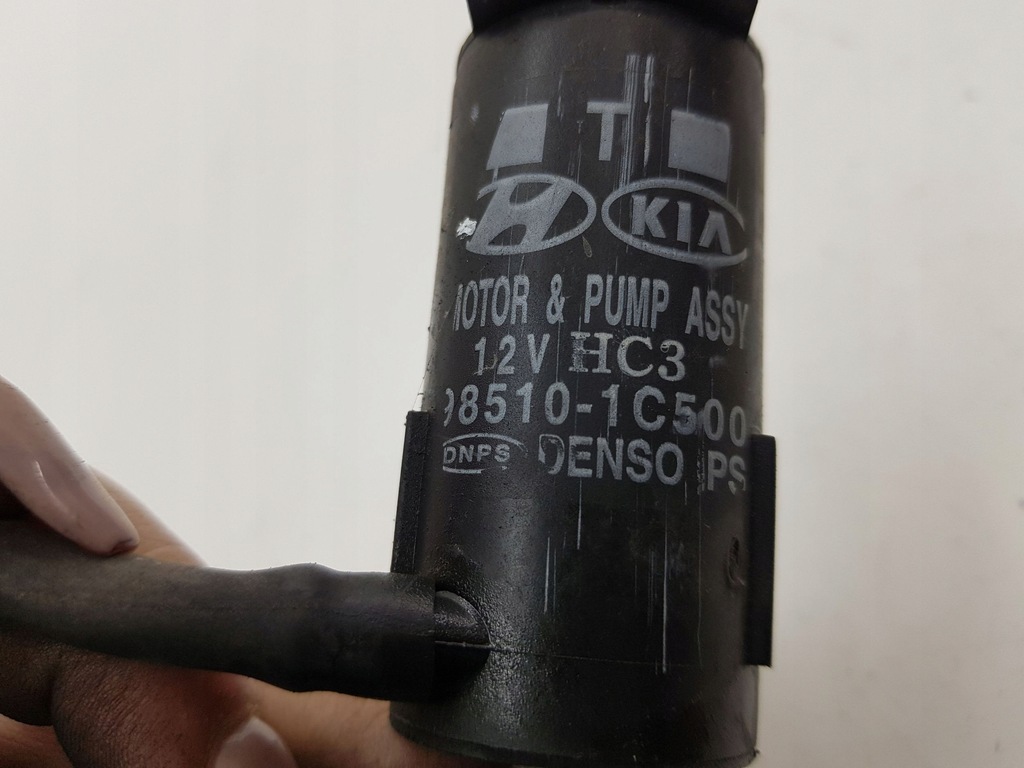 T
H KIA
MOTOR & PUMP ASSY
12V HC3
98510-1C500
DNPS DENSO PS